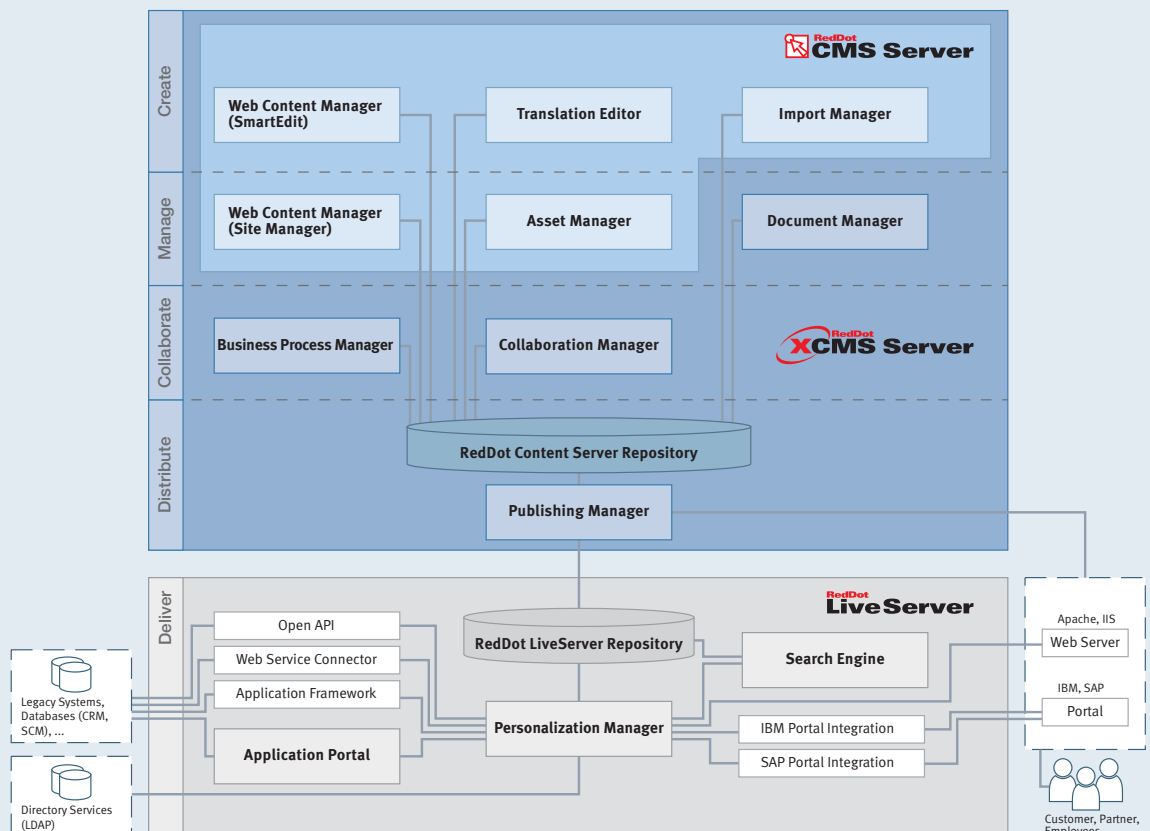 RedDot
CMS Server
Create
Web Content Manager
(SmartEdit)
Translation Editor
Import Manager
Manage
Web Content Manager
(Site Manager)
Asset Manager
Document Manager
Collaborate
Business Process Manager
Collaboration Manager
RedDot
XCMS Server
Distribute
RedDot Content Server Repository
Publishing Manager
Deliver
RedDot
LiveServer
Open API
RedDot LiveServer Repository
Web Service Connector
Search Engine
Application Framework
Personalization Manager
IBM Portal Integration
Application Portal
SAP Portal Integration
Legacy Systems,
Databases (CRM,
SCM), ...
Directory Services
(LDAP)
Apache, IIS
Web Server
IBM, SAP
Portal
Customer, Partner,
Employees